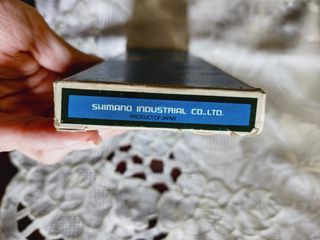 SHIMANO INDUSTRIAL CO.,LTD.
PRODUCT OF JAPAN